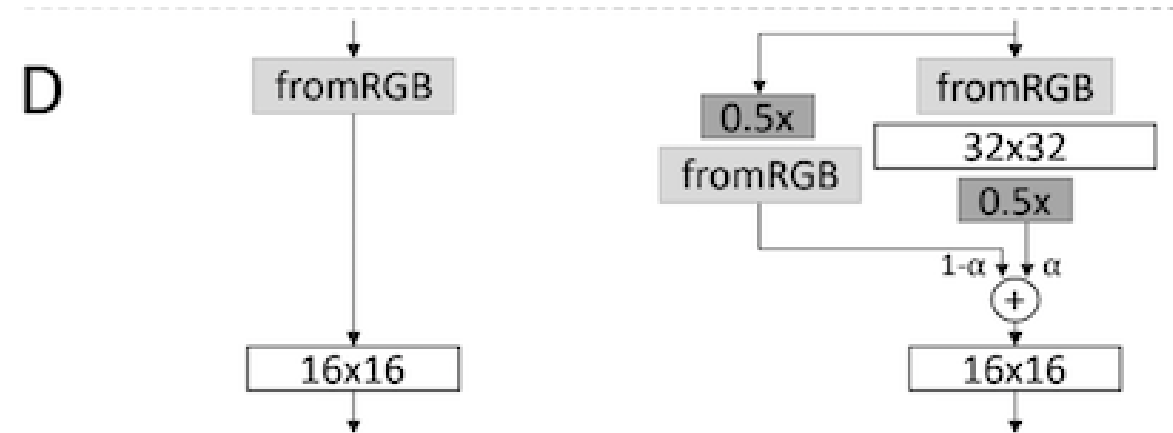 D
fromRGB
16x16
fromRGB
0.5x
32x32
fromRGB
0.5x
1-α
α
+
16x16